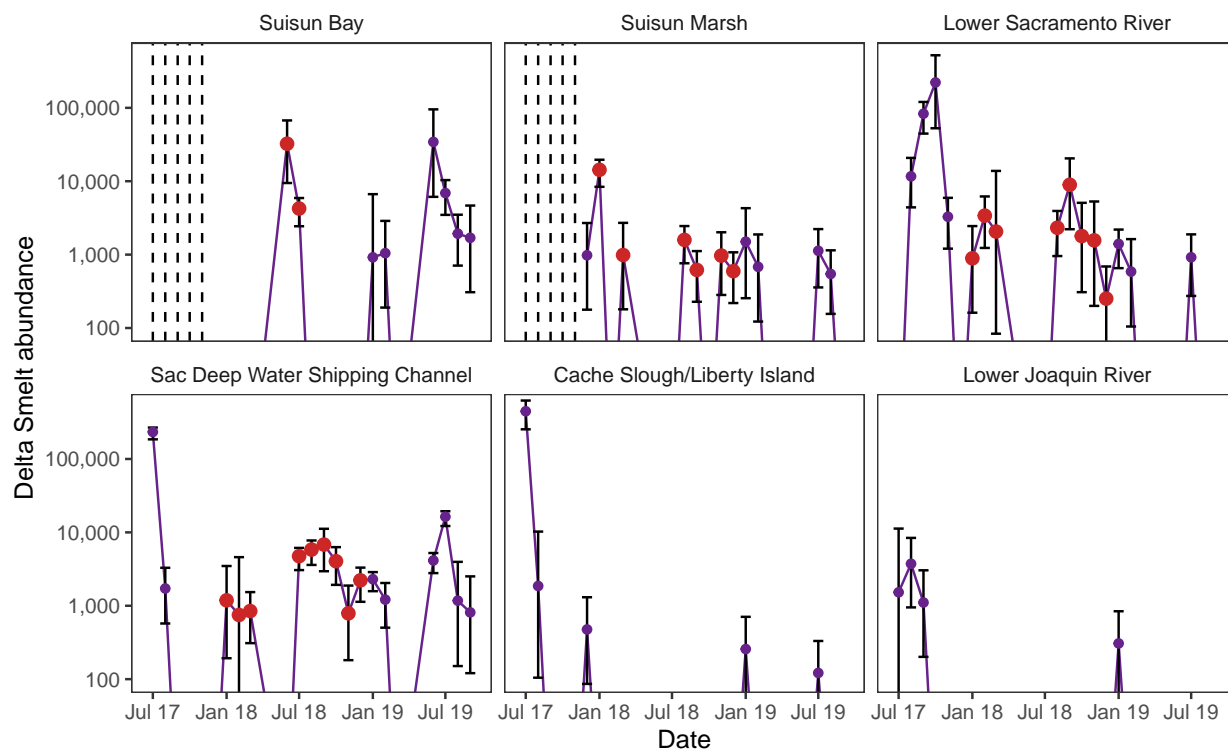 Suisun Bay
Suisun Marsh
Lower Sacramento River
100,000
10,000
1,000
100
Delta Smelt abundance
Sac Deep Water Shipping Channel
Cache Slough/Liberty Island
Lower Joaquin River
100,000
10,000
1,000
100
Jul 17 Jan 18 Jul 18 Jan 19 Jul 19
Jul 17 Jan 18 Jul 18 Jan 19 Jul 19
Jul 17 Jan 18 Jul 18 Jan 19 Jul 19
Date